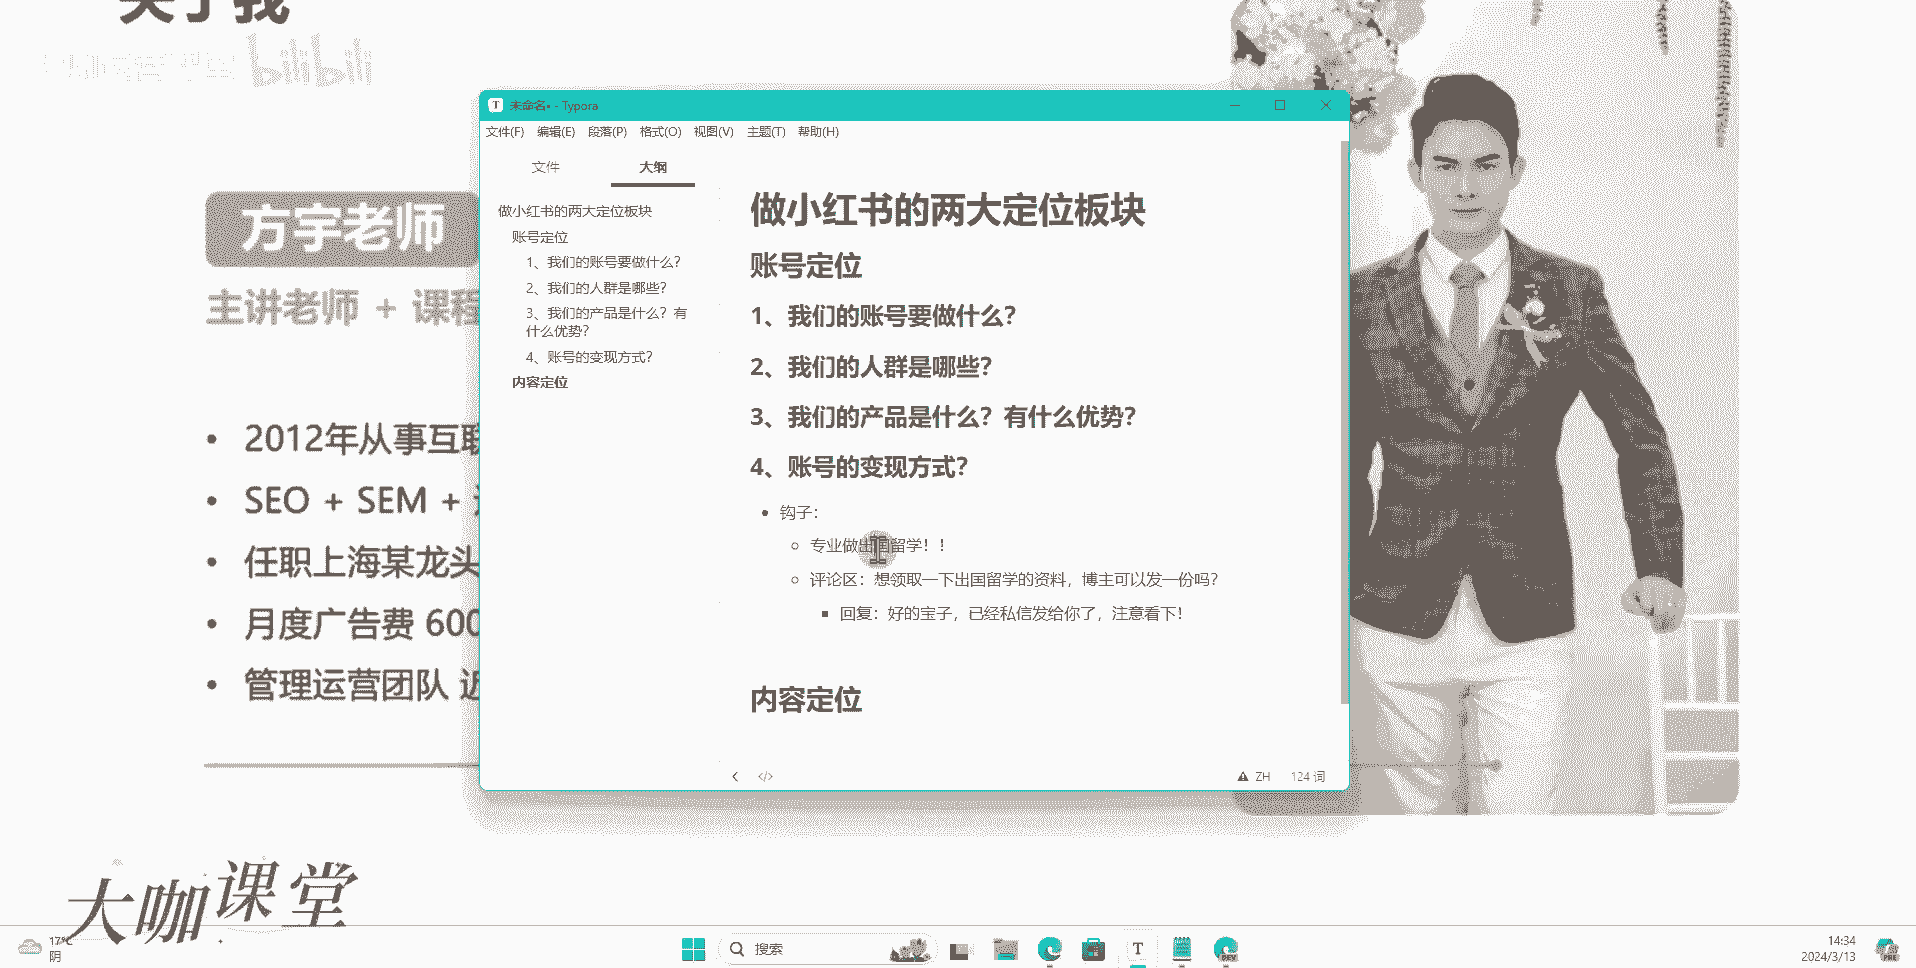 关于我
bilibili
方宇老师
主讲老师 + 课程
2012年从事互联
SEO + SEM +
任职上海某龙头
月度广告费 600
管理运营团队 近
大咖课堂
未命名• - Typora
文件(F) 编辑(E) 段落(P) 格式(O) 视图(V) 主题(T) 帮助(H)
文件 大纲
做小红书的两大定位板块
账号定位
1、我们的账号要做什么？
2、我们的人群是哪些？
3、我们的产品是什么？有
什么优势？
4、账号的变现方式？
内容定位
做小红书的两大定位板块
账号定位
1、我们的账号要做什么？
2、我们的人群是哪些？
3、我们的产品是什么？有什么优势？
4、账号的变现方式？
钩子：
专业做出国留学！！
评论区：想领取一下出国留学的资料，博主可以发一份吗？
回复：好的宝子，已经私信发给你了，注意看下！
内容定位
ZH 124 词
17°C
阴
搜索
T
DEV
14:34
2024/3/13
PRE